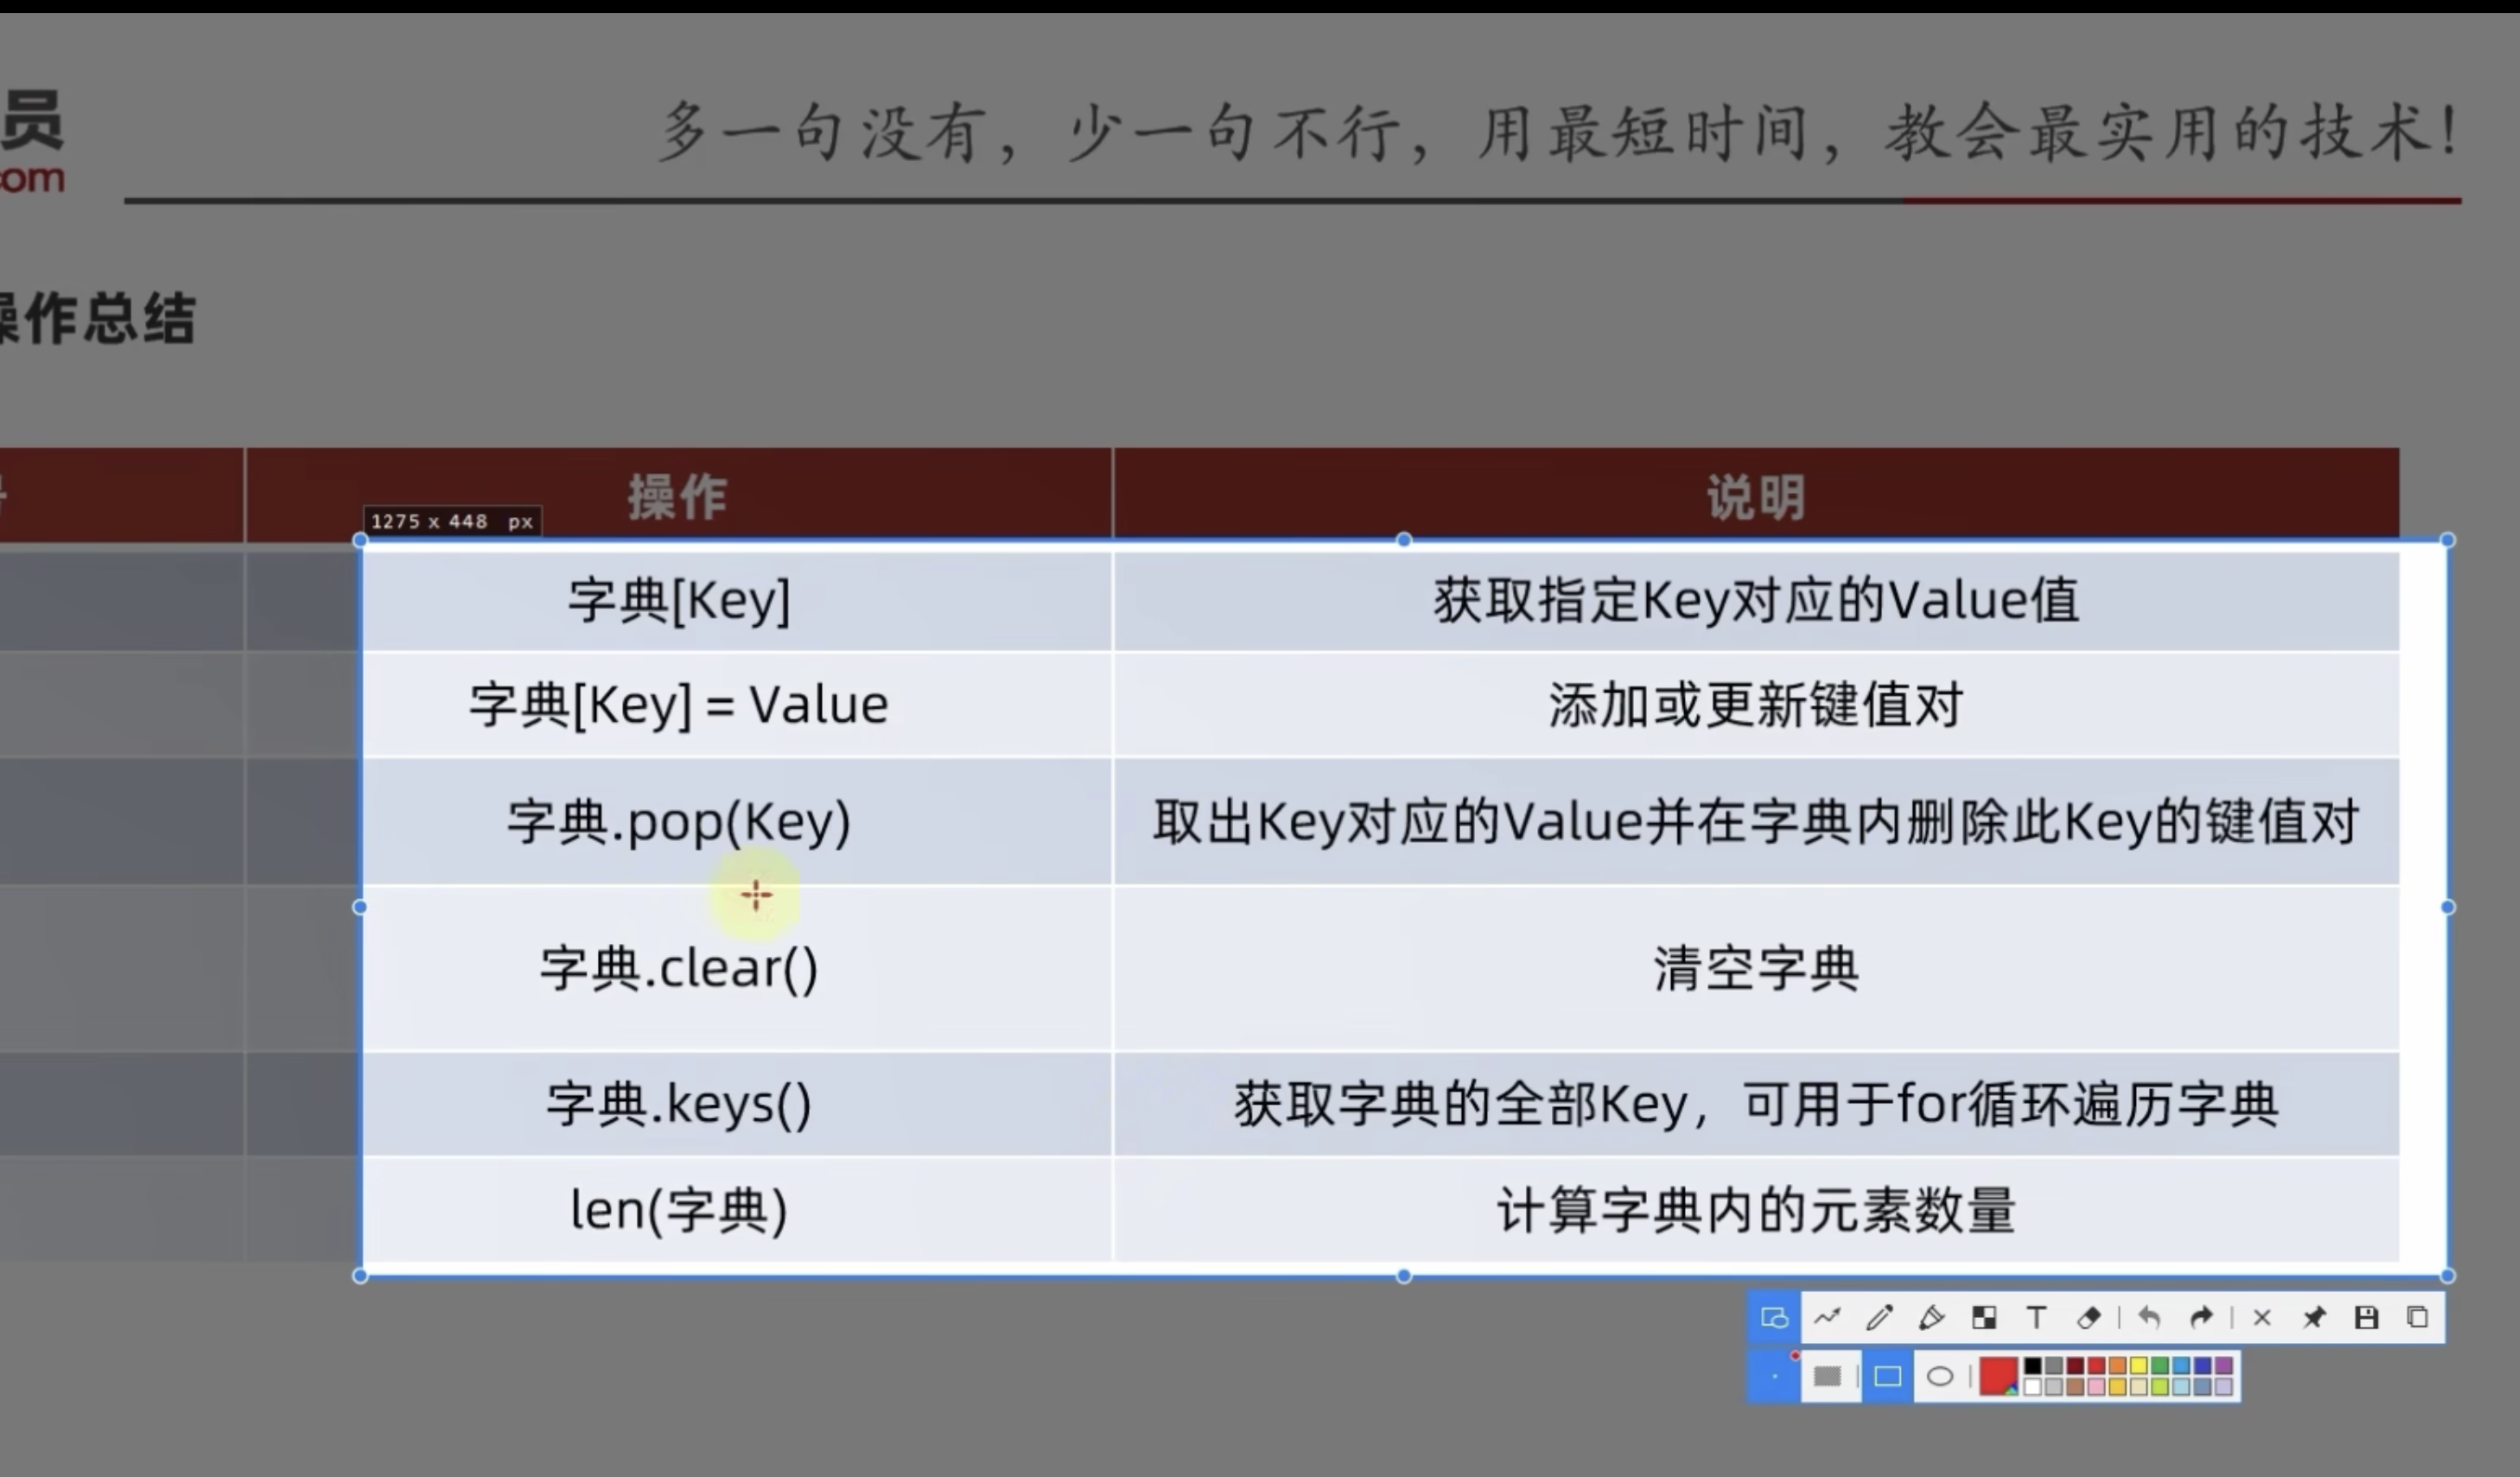 员
多一句没有，少一句不行，用最短时间，教会最实用的技术!
com
操作总结
操作 说明
1275 x 448 px
字典[Key] 获取指定Key对应的Value值
字典[Key] = Value 添加或更新键值对
字典.pop(Key) 取出Key对应的Value并在字典内删除此Key的键值对
字典.clear() 清空字典
字典.keys() 获取字典的全部Key，可用于for循环遍历字典
len(字典) 计算字典内的元素数量
T